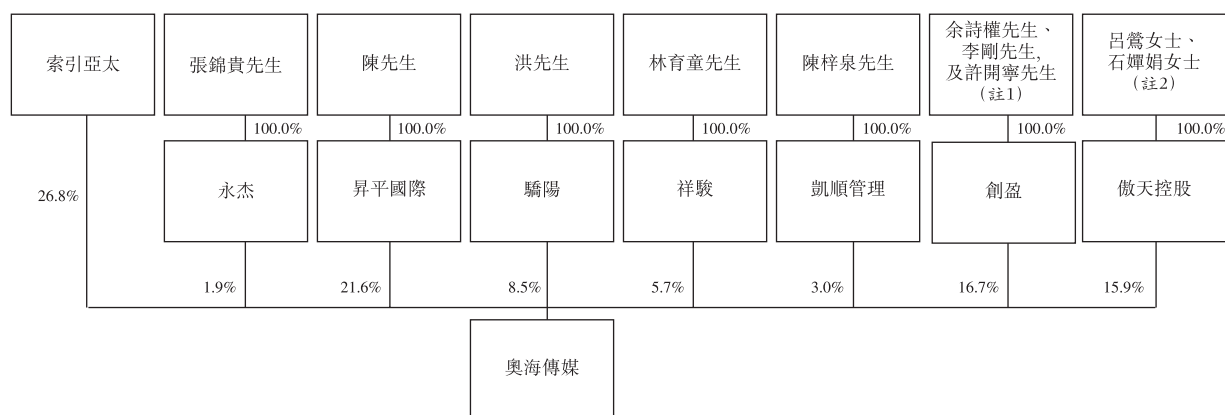 索引亞太
張錦貴先生
陳先生
洪先生
林育童先生
陳梓泉先生
余詩權先生、
李剛先生,
及許開寧先生
(註1)
呂鶯女士、
石嬋娟女士
(註2)
100.0%
100.0%
100.0%
100.0%
100.0%
100.0%
100.0%
26.8%
永杰
昇平國際
驕陽
祥駿
凱順管理
創盈
傲天控股
1.9%
21.6%
8.5%
5.7%
3.0%
16.7%
15.9%
奧海傳媒